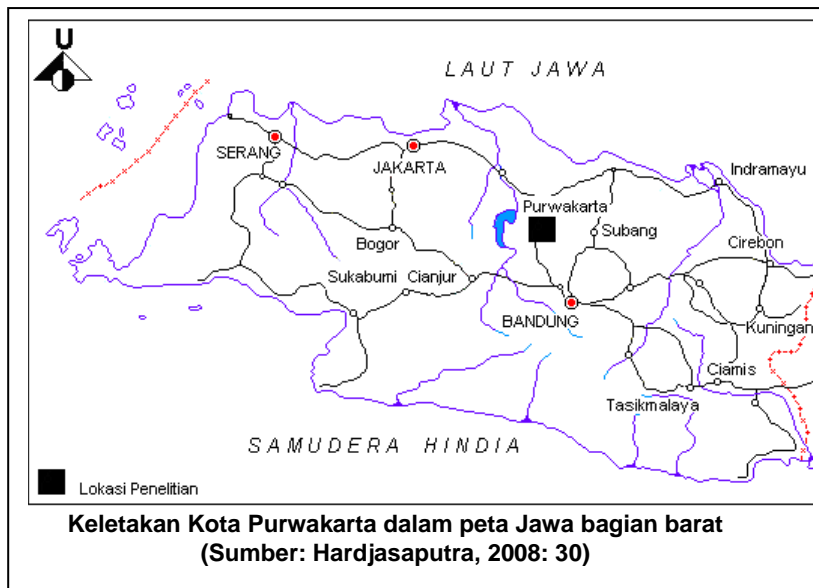 U
LAUT JAWA
SERANG
JAKARTA
Indramayu
Purwakarta
Subang
Bogor
Cirebon
Sukabumi Cianjur
BANDUNG
Kuningan
Ciamis
Tasikmalaya
SAMUDERA HINDIA
Lokasi Penelitian
Keletakan Kota Purwakarta dalam peta Jawa bagian barat
(Sumber: Hardjasaputra, 2008: 30)